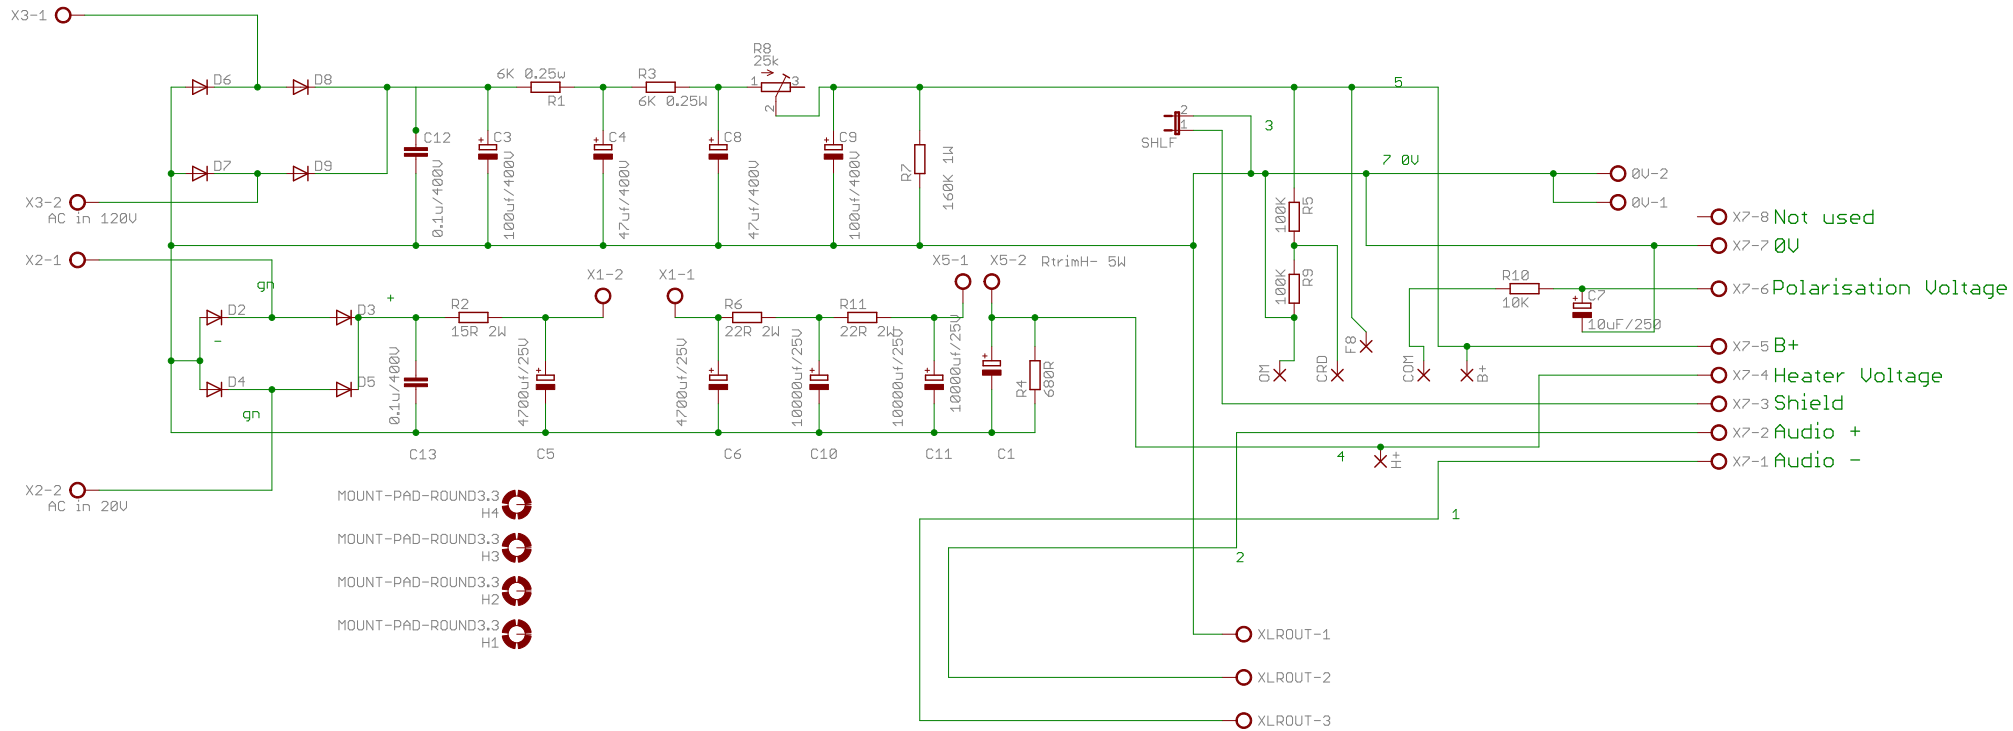 X3-1
D6
D8
6K 0.25w
R1
R3
6K 0.25W
R8
25k
1
3
2
5
C12
0.1u/400V
C3
100uf/400V
C4
47uf/400V
C8
47uf/400V
C9
100uf/400V
R7
160K 1W
2
1
SHLF
3
7 0V
D7
D9
X3-2
AC in 120V
R5
100K
0V-2
0V-1
X7-8 Not used
X7-7 0V
X2-1
gn
D2
D3
+
-
R2
15R 2W
X1-2
X1-1
R6
22R 2W
R11
22R 2W
X5-1
X5-2
RtrimH- 5W
R9
100K
R10
10K
C7
10uF/250
X7-6 Polarisation Voltage
D4
D5
gn
0.1u/400V
C13
4700uf/25V
C5
4700uf/25V
C6
10000uf/25V
C10
10000uf/25V
C11
10000uf/25V
C1
R4
680R
OM
CRD
F8
COM
B+
X7-5 B+
X7-4 Heater Voltage
X7-3 Shield
X7-2 Audio +
X7-1 Audio -
4
H+
X2-2
AC in 20V
MOUNT-PAD-ROUND3.3
H4
MOUNT-PAD-ROUND3.3
H3
MOUNT-PAD-ROUND3.3
H2
MOUNT-PAD-ROUND3.3
H1
1
2
XLROUT-1
XLROUT-2
XLROUT-3